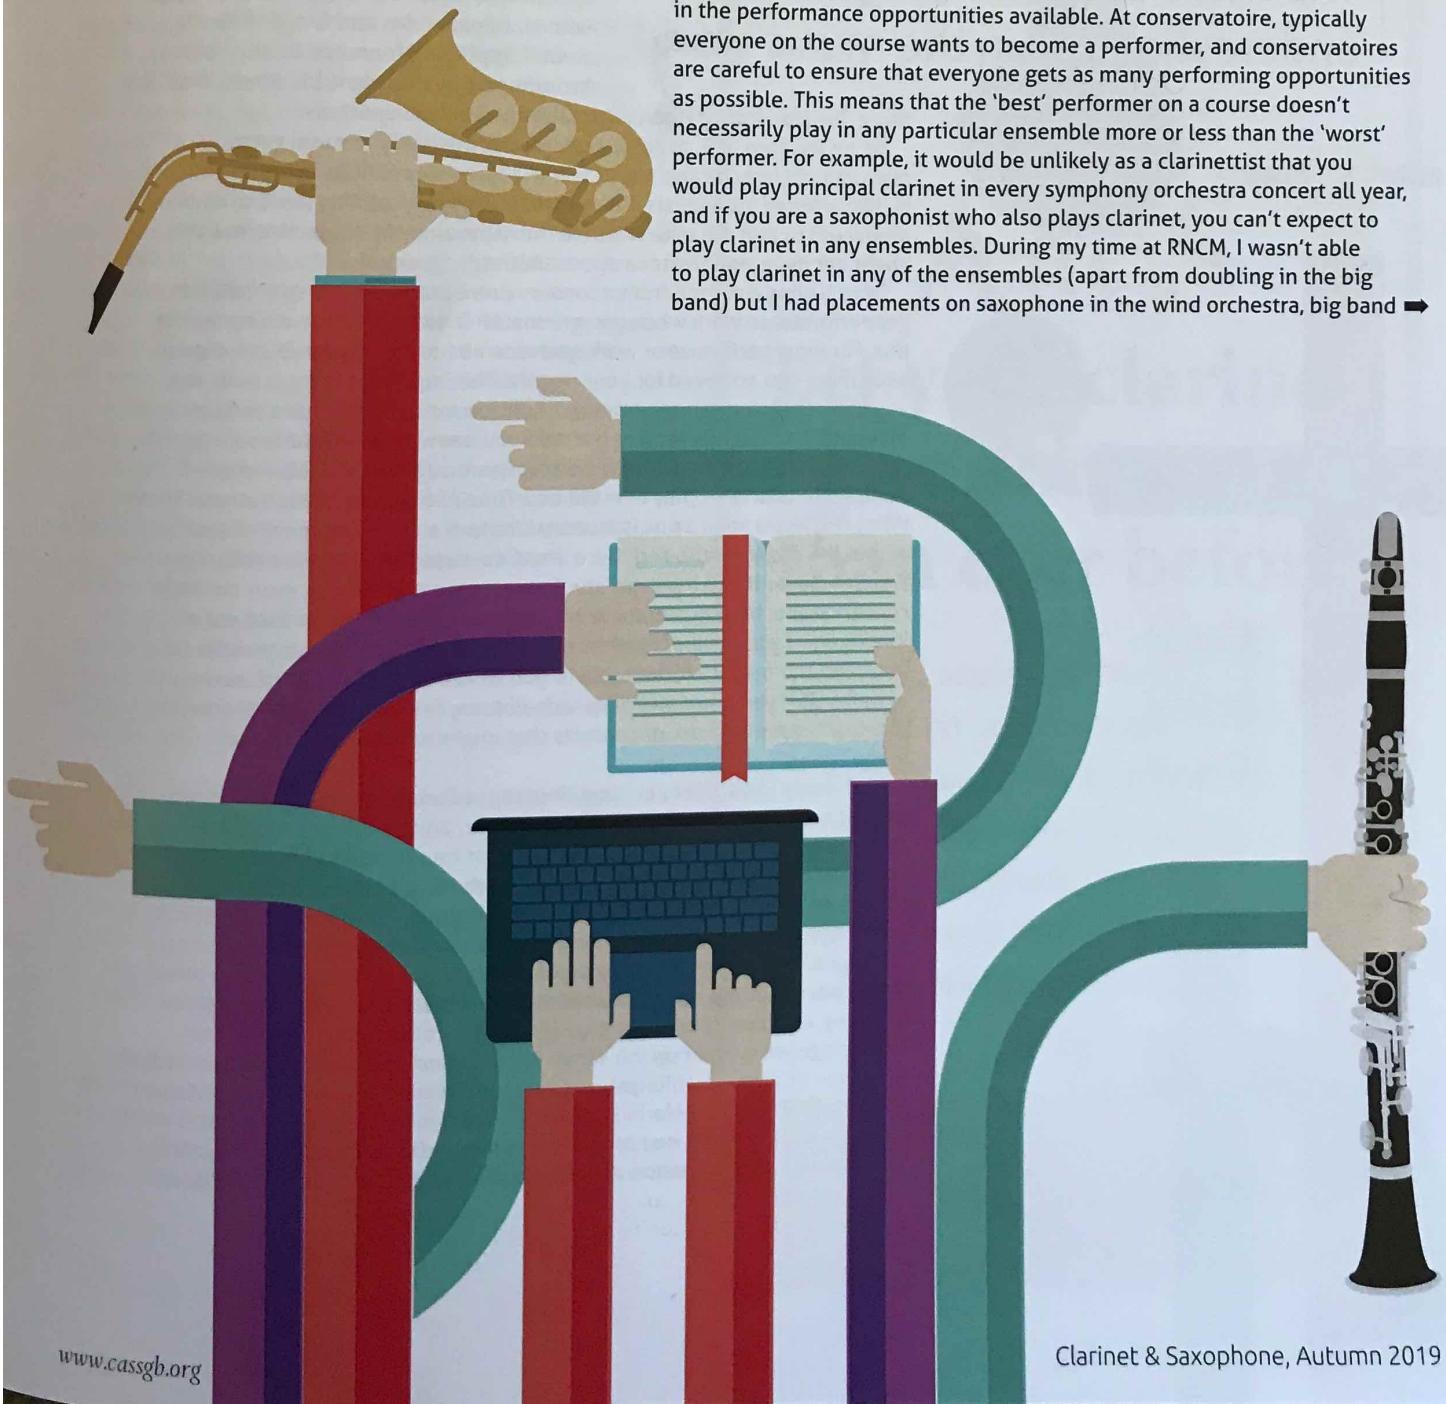 in the performance opportunities available. At conservatoire, typically
everyone on the course wants to become a performer, and conservatoires
are careful to ensure that everyone gets as many performing opportunities
as possible. This means that the ‘best’ performer on a course doesn’t
necessarily play in any particular ensemble more or less than the ‘worst’
performer. For example, it would be unlikely as a clarinettist that you
would play principal clarinet in every symphony orchestra concert all year,
and if you are a saxophonist who also plays clarinet, you can’t expect to
play clarinet in any ensembles. During my time at RNCM, I wasn’t able
to play clarinet in any of the ensembles (apart from doubling in the big
band) but I had placements on saxophone in the wind orchestra, big band ➡
www.cassgb.org
Clarinet & Saxophone, Autumn 2019